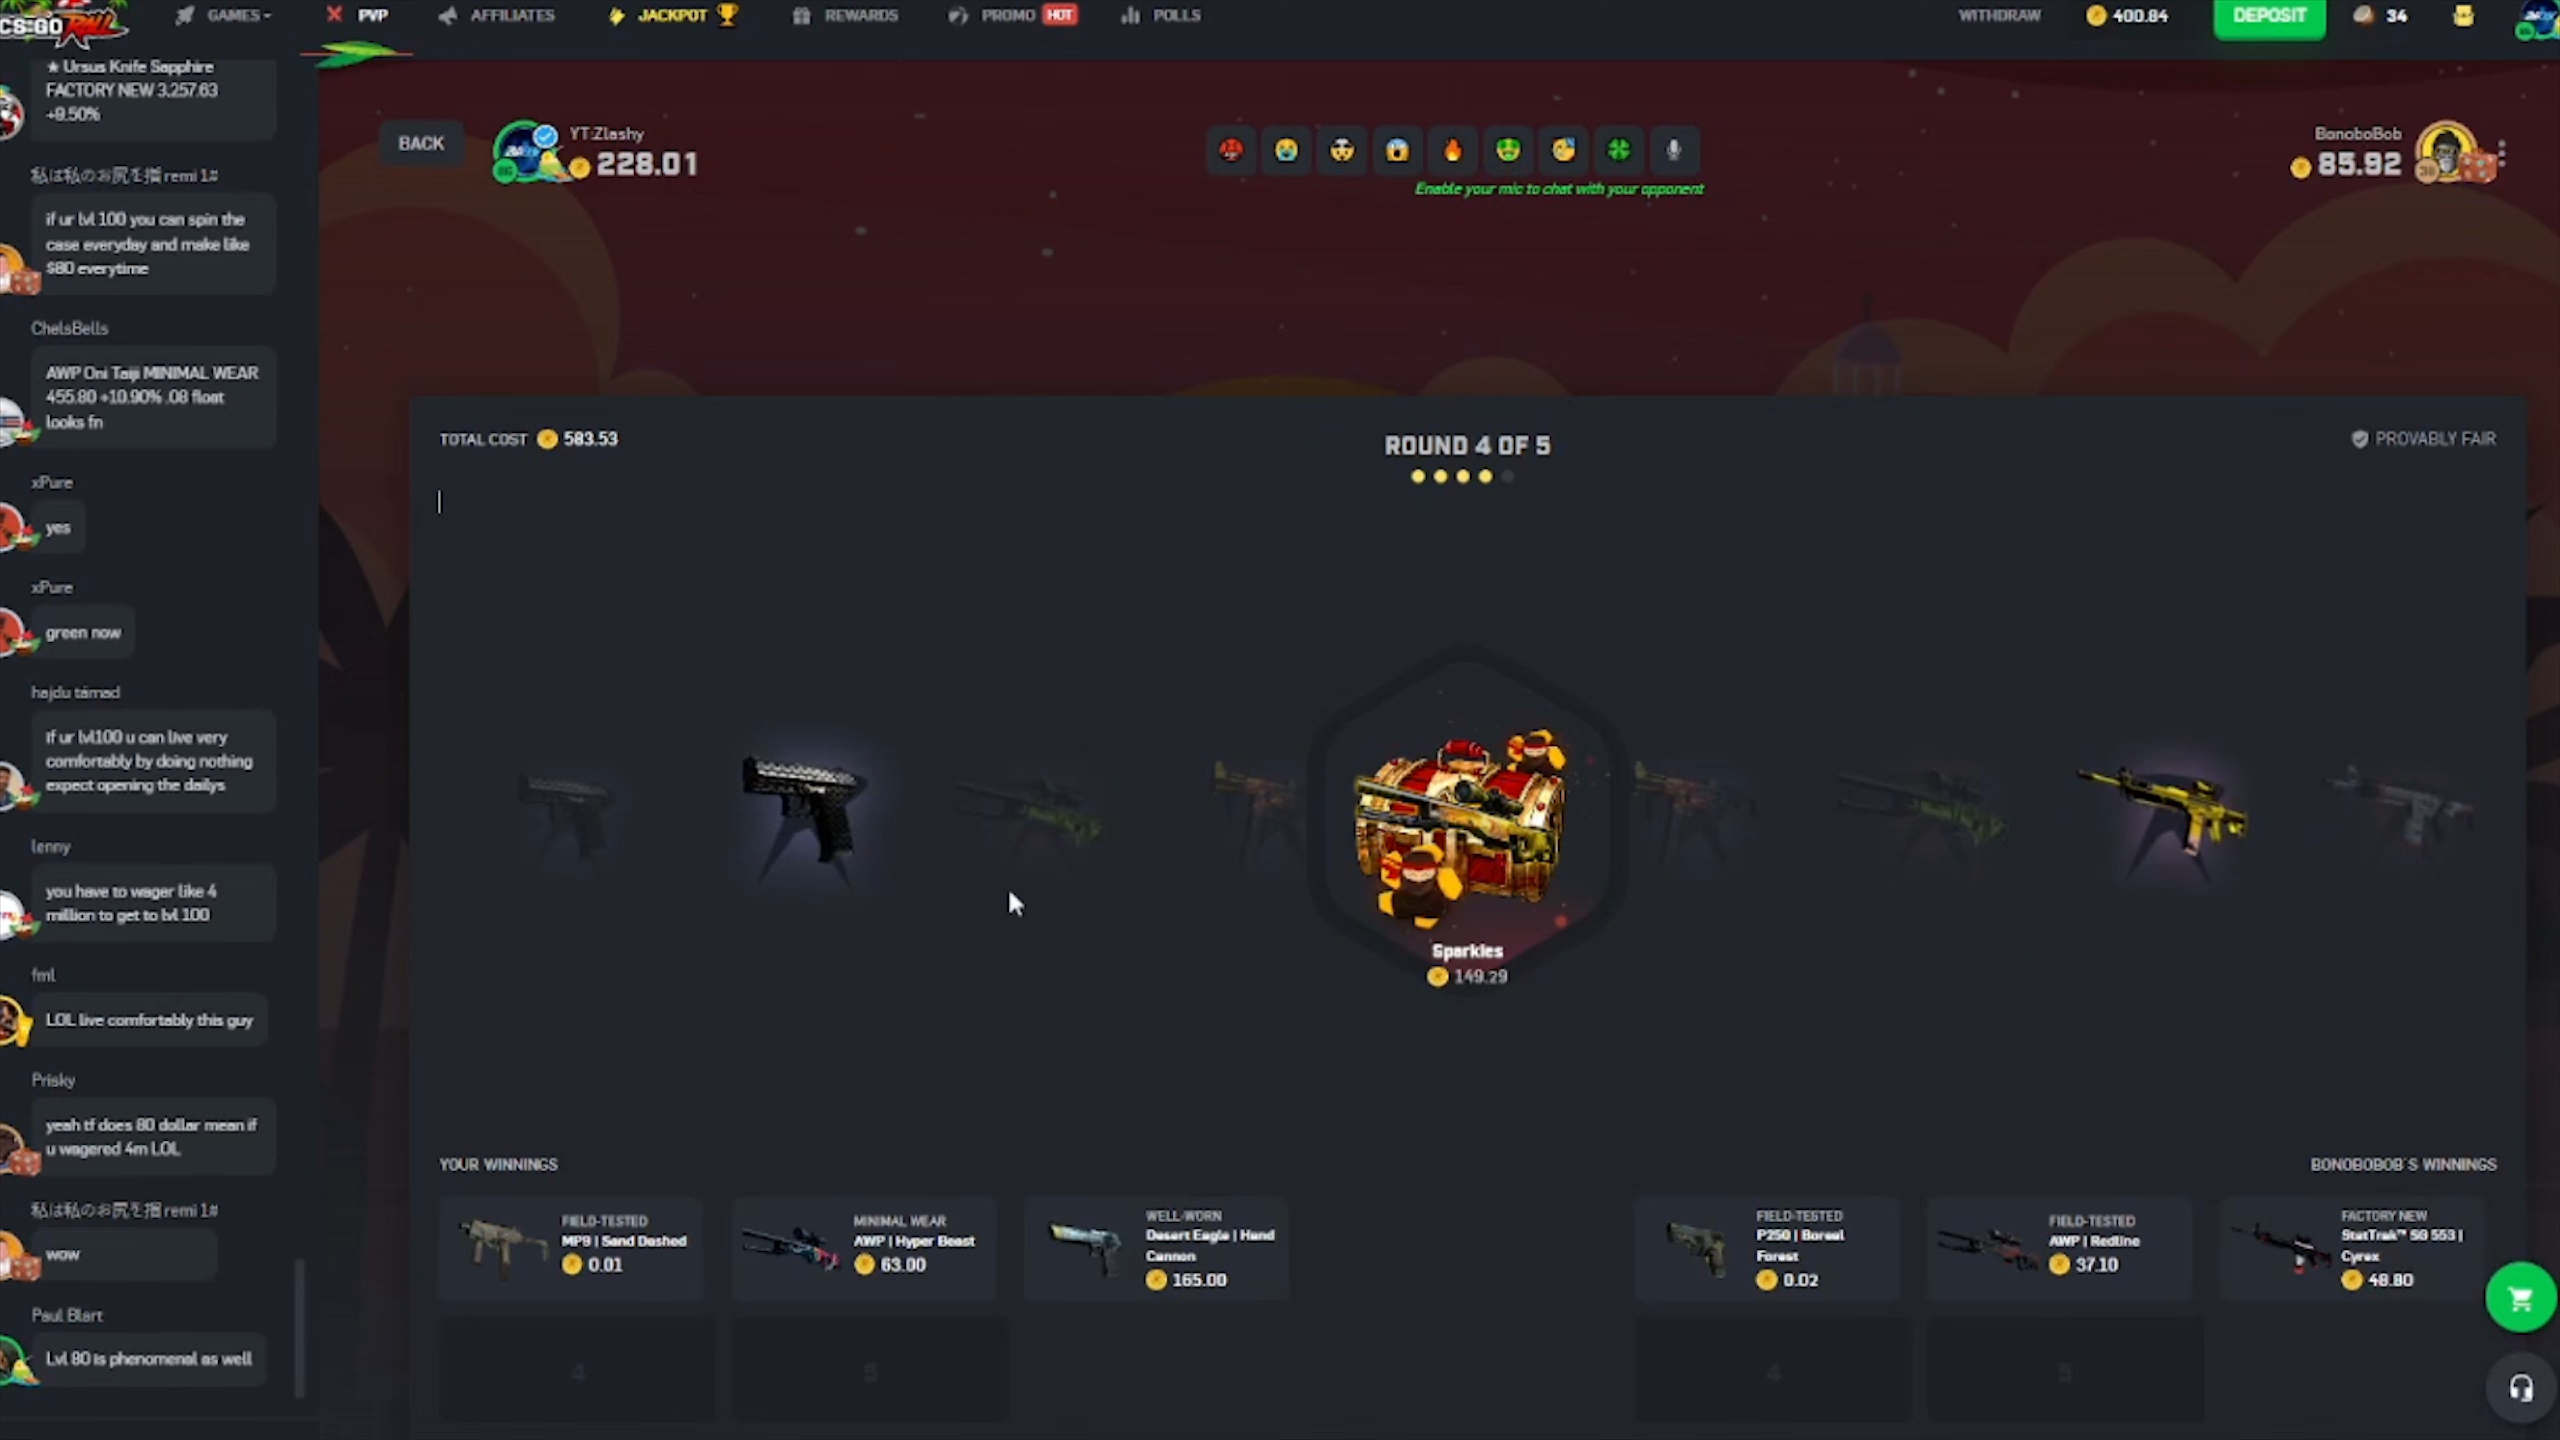 CS:GO
ROLL
GAMES
PVP
AFFILIATES
JACKPOT
REWARDS
PROMO HOT
POLLS
WITHDRAW
400.84
DEPOSIT
34
★ Ursus Knife Sapphire
FACTORY NEW 3,257.63
+9.50%
私は私のお尻を指 remi 1#
if ur lvl 100 you can spin the
case everyday and make like
$80 everytime
ChelsBells
AWP Oni Taiji MINIMAL WEAR
455.80 +10.90% .08 float
looks fn
xPure
yes
xPure
green now
hajdu támad
If ur lvl100 u can live very
comfortably by doing nothing
expect opening the dailys
lenny
you have to wager like 4
million to get to lvl 100
fml
LOL live comfortably this guy
Prisky
yeah tf does 80 dollar mean if
u wagered 4m LOL
私は私のお尻を指 remi 1#
wow
Paul Blart
Lvl 80 is phenomenal as well
BACK
YT:Zlashy
228.01
Enable your mic to chat with your opponent
BonoboBob
85.92
TOTAL COST 583.53
ROUND 4 OF 5
PROVABLY FAIR
Sparkles
149.29
YOUR WINNINGS
FIELD-TESTED
MP9 | Sand Dashed
0.01
MINIMAL WEAR
AWP | Hyper Beast
63.00
WELL-WORN
Desert Eagle | Hand
Cannon
165.00
4
5
BONOBOBOB'S WINNINGS
FIELD-TESTED
P250 | Boreal
Forest
0.02
FIELD-TESTED
AWP | Redline
37.10
FACTORY NEW
StatTrak™ SG 553 |
Cyrex
48.80
4
5